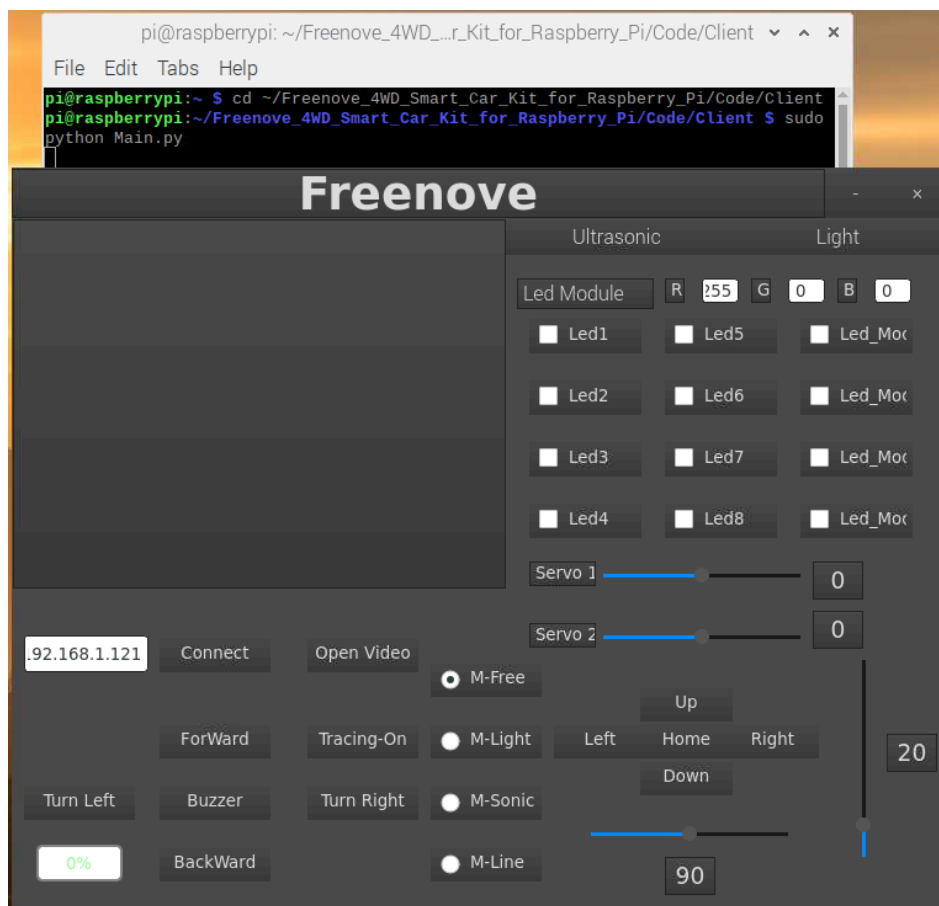 pi@raspberrypi: ~/Freenove_4WD_...r_Kit_for_Raspberry_Pi/Code/Client
File Edit Tabs Help
pi@raspberrypi:~ $ cd ~/Freenove_4WD_Smart_Car_Kit_for_Raspberry_Pi/Code/Client
pi@raspberrypi:~/Freenove_4WD_Smart_Car_Kit_for_Raspberry_Pi/Code/Client $ sudo
python Main.py
Freenove - ×
Ultrasonic Light
Led Module R 255 G 0 B 0
Led1 Led5 Led_Moc
Led2 Led6 Led_Moc
Led3 Led7 Led_Moc
Led4 Led8 Led_Moc
Servo 1 0
Servo 2 0
.92.168.1.121 Connect Open Video
M-Free
Up
ForWard Tracing-On M-Light Left Home Right
20
Down
Turn Left Buzzer Turn Right M-Sonic
0% BackWard M-Line
90